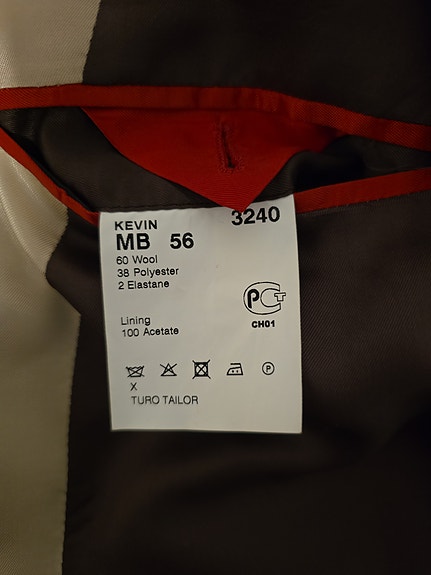 KEVIN 3240
MB 56
60 Wool
38 Polyester
2 Elastane
PCT
CH01
Lining
100 Acetate
P
X
TURO TAILOR